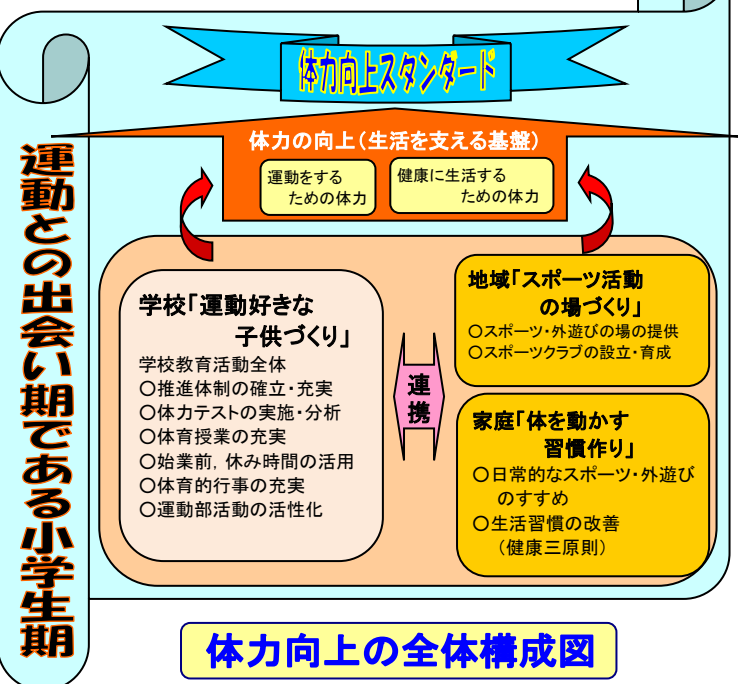 体力向上スタンダード
体力の向上（生活を支える基盤）
運動をする
ための体力
健康に生活する
ための体力
運動との出会い期である小学生期
学校「運動好きな
子供づくり」
学校教育活動全体
○推進体制の確立・充実
○体力テストの実施・分析
○体育授業の充実
○始業前，休み時間の活用
○体育的行事の充実
○運動部活動の活性化
連携
地域「スポーツ活動
の場づくり」
○スポーツ・外遊びの場の提供
○スポーツクラブの設立・育成
家庭「体を動かす
習慣作り」
○日常的なスポーツ・外遊び
のすすめ
○生活習慣の改善
（健康三原則）
体力向上の全体構成図